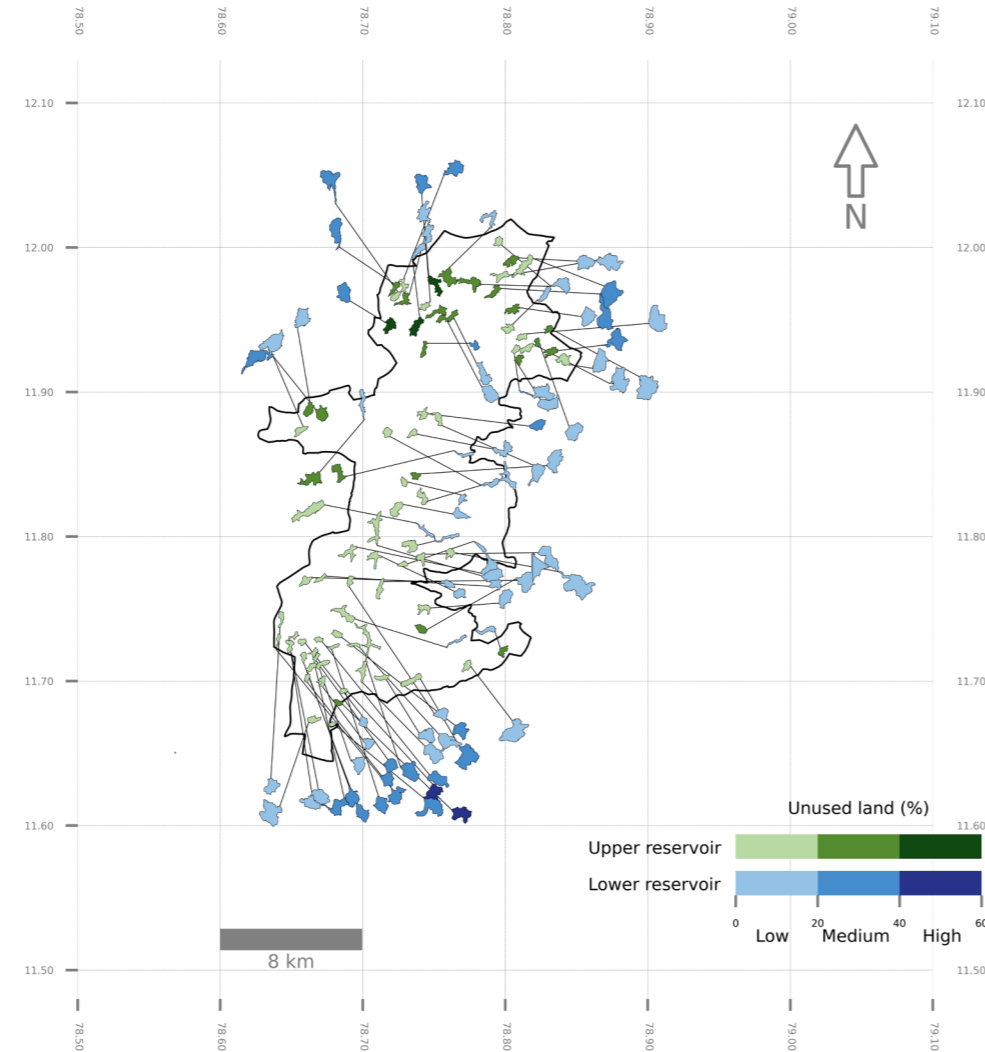 78.50 78.60 78.70 78.80 78.90 79.00 79.10
12.10 12.10
N
12.00 12.00
11.90 11.90
11.80 11.80
11.70 11.70
Unused land (%)
11.60 11.60
Upper reservoir
Lower reservoir
0 20 40 60
Low Medium High
8 km
11.50 11.50
78.50 78.60 78.70 78.80 78.90 79.00 79.10